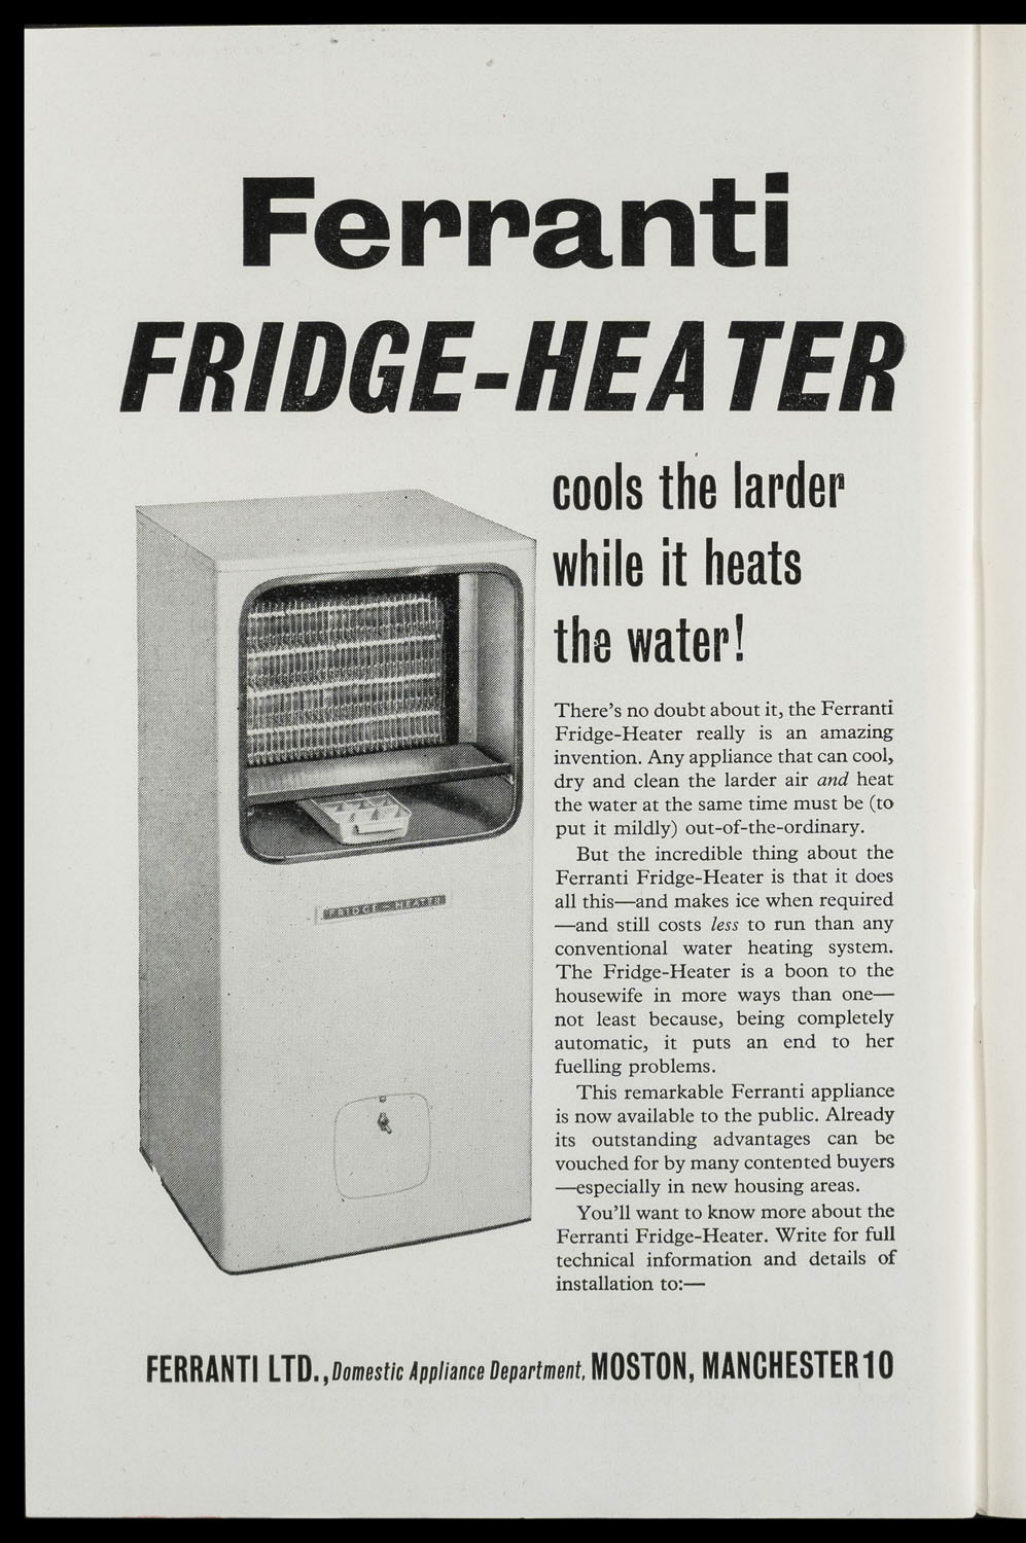 Ferranti
FRIDGE-HEATER
cools the larder
while it heats
the water!
There's no doubt about it, the Ferranti
Fridge-Heater really is an amazing
invention. Any appliance that can cool,
dry and clean the larder air and heat
the water at the same time must be (to
put it mildly) out-of-the-ordinary.
But the incredible thing about the
Ferranti Fridge-Heater is that it does
all this—and makes ice when required
—and still costs less to run than any
conventional water heating system.
The Fridge-Heater is a boon to the
housewife in more ways than one—
not least because, being completely
automatic, it puts an end to her
fuelling problems.
This remarkable Ferranti appliance
is now available to the public. Already
its outstanding advantages can be
vouched for by many contented buyers
—especially in new housing areas.
You'll want to know more about the
Ferranti Fridge-Heater. Write for full
technical information and details of
installation to:—
FRIDGE-HEATER
FERRANTI LTD., Domestic Appliance Department, MOSTON, MANCHESTER 10